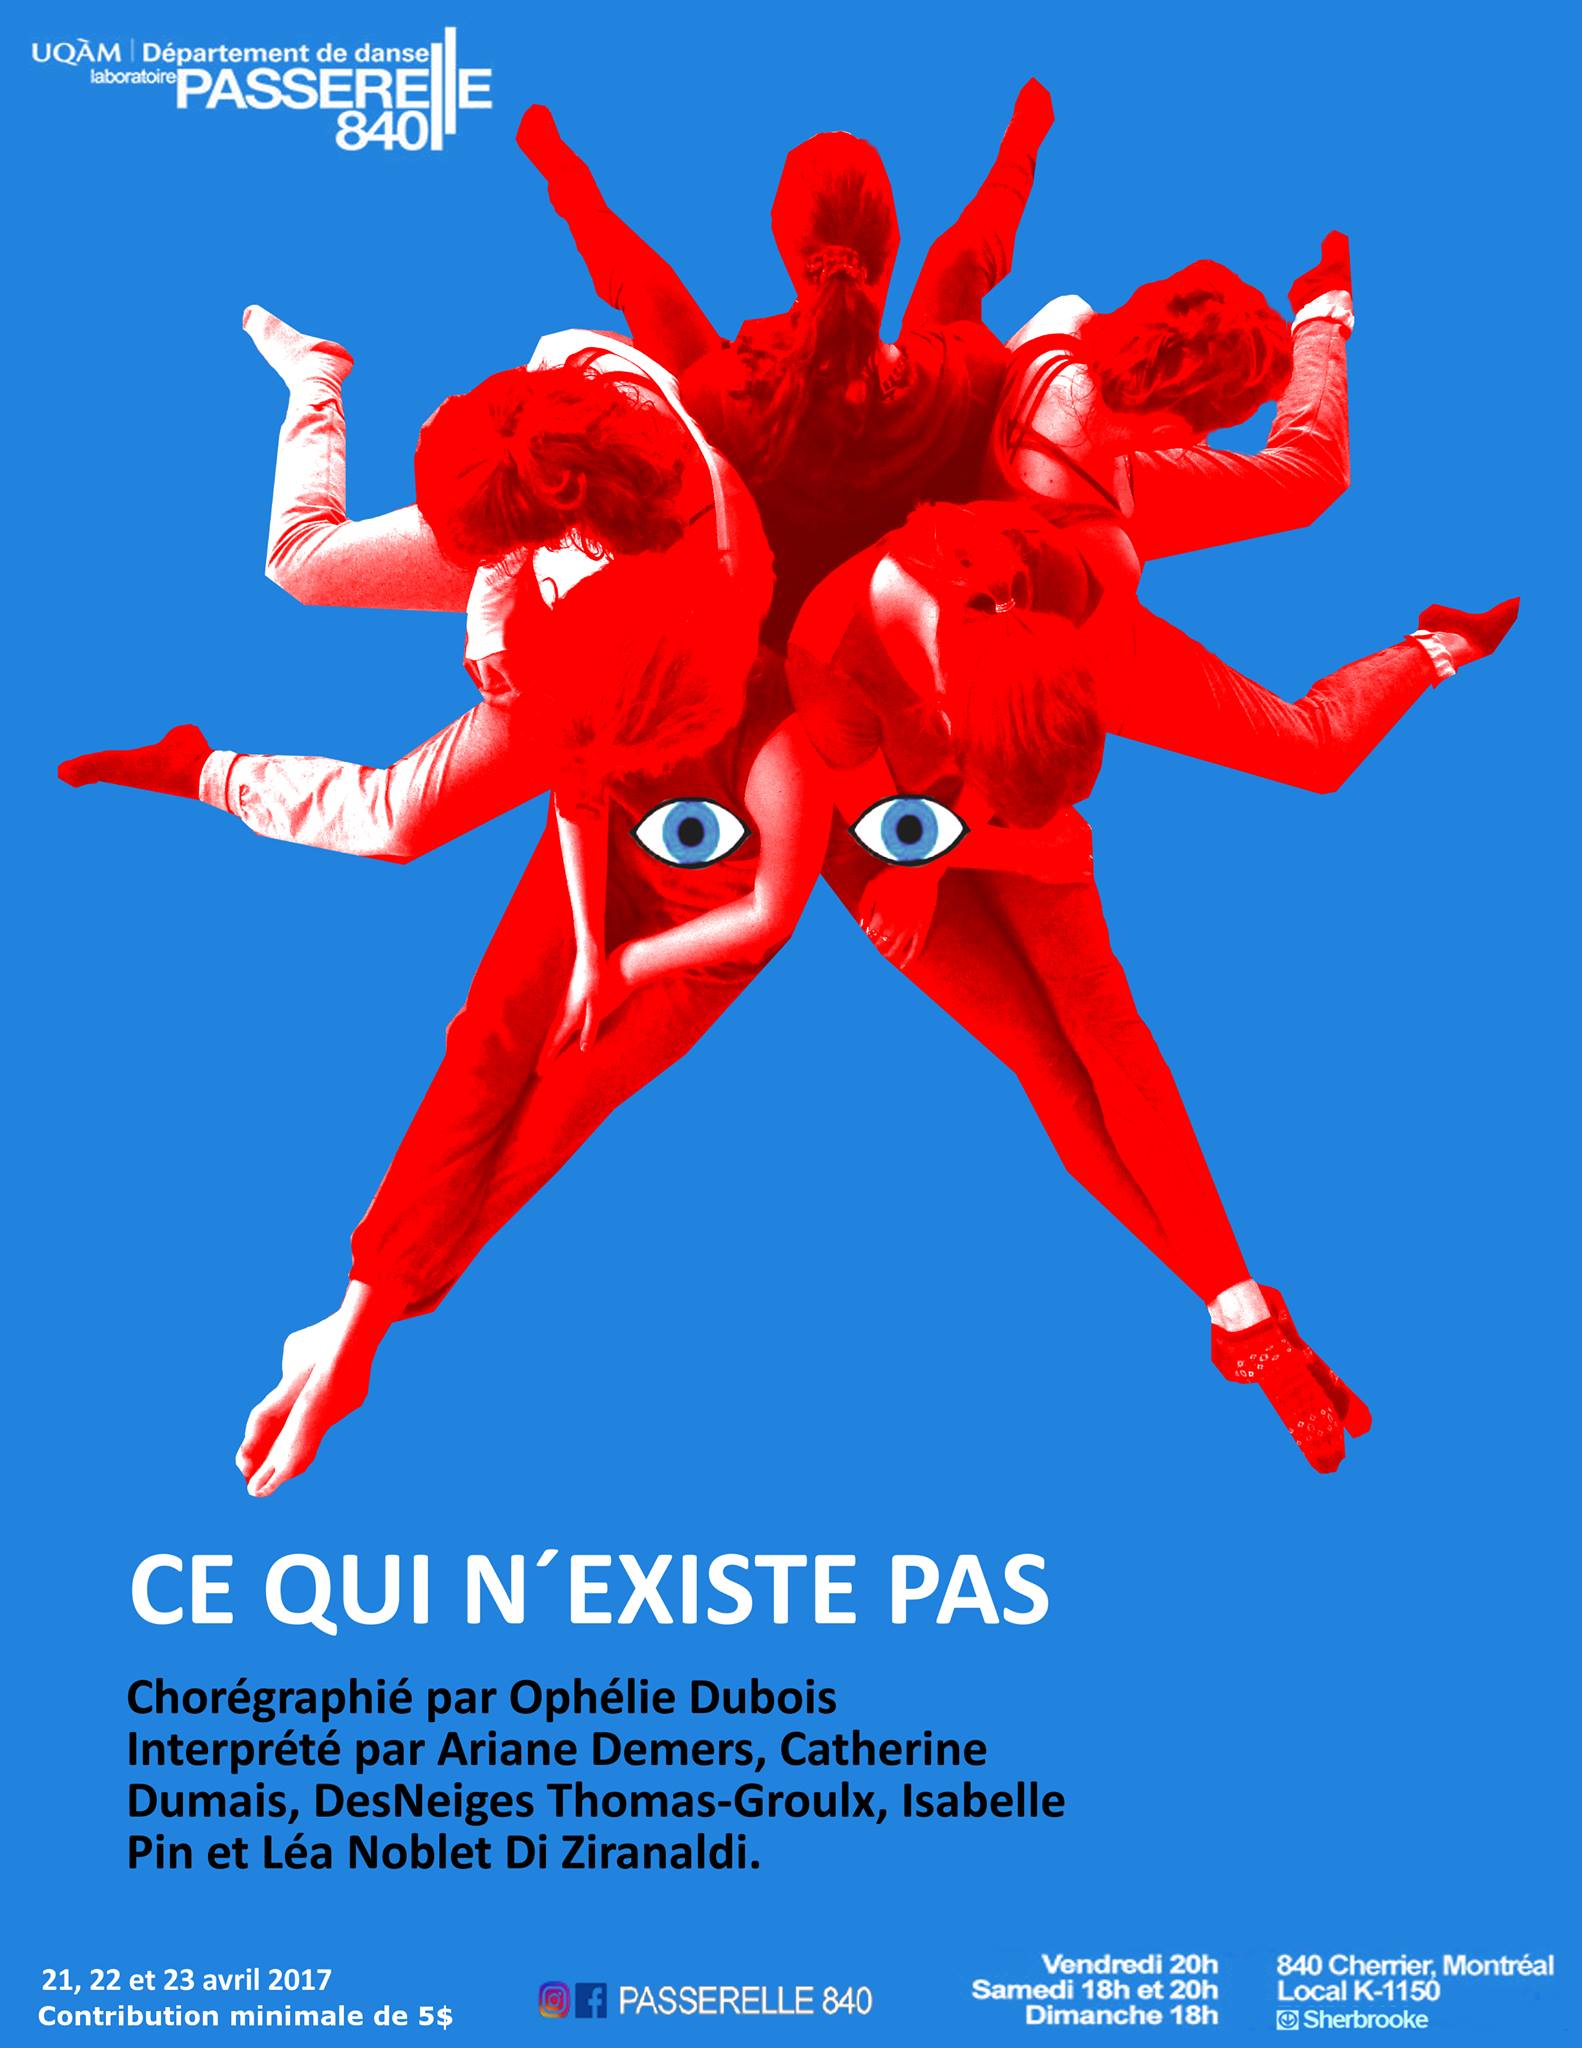 UQÀM | Département de danse
laboratoire PASSERELLE
840
CE QUI N´EXISTE PAS
Chorégraphié par Ophélie Dubois
Interprété par Ariane Demers, Catherine
Dumais, DesNeiges Thomas-Groulx, Isabelle
Pin et Léa Noblet Di Ziranaldi.
21, 22 et 23 avril 2017
Contribution minimale de 5$
PASSERELLE 840
Vendredi 20h
Samedi 18h et 20h
Dimanche 18h
840 Cherrier, Montréal
Local K-1150
Sherbrooke